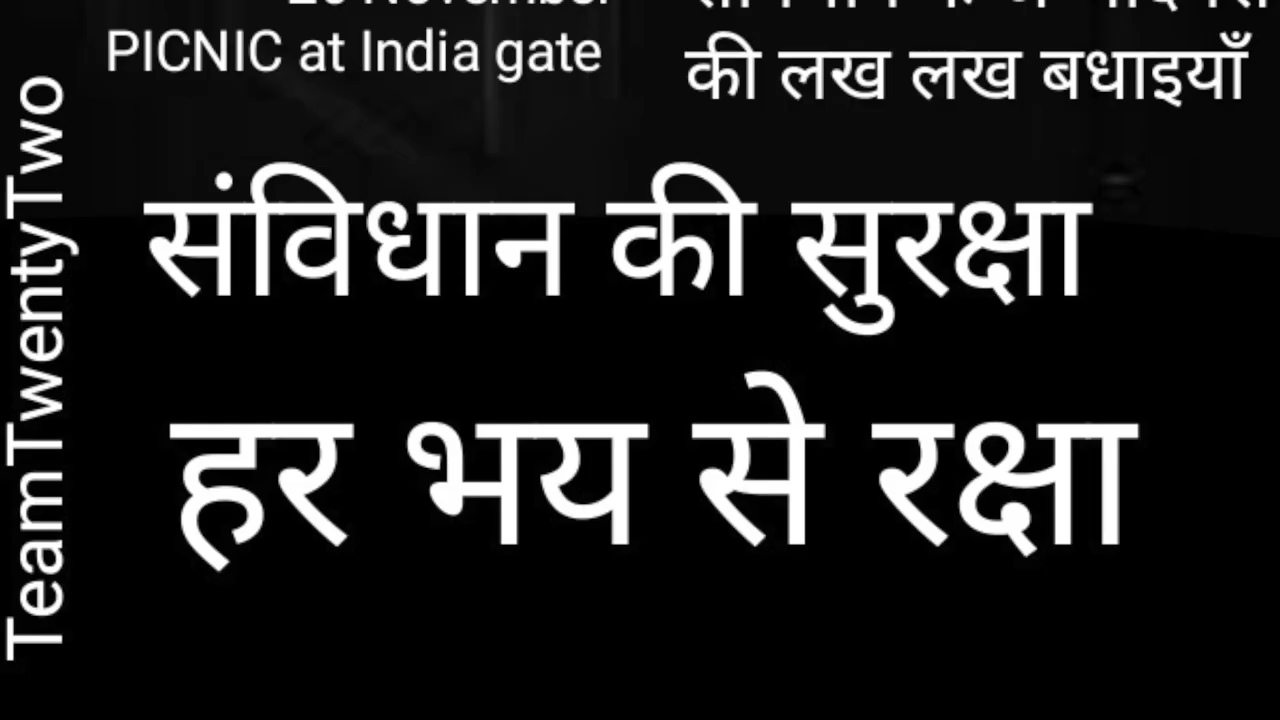 PICNIC at India gate
की लख लख बधाइयाँ
संविधान की सुरक्षा
हर भय से रक्षा
TeamTwentyTwo